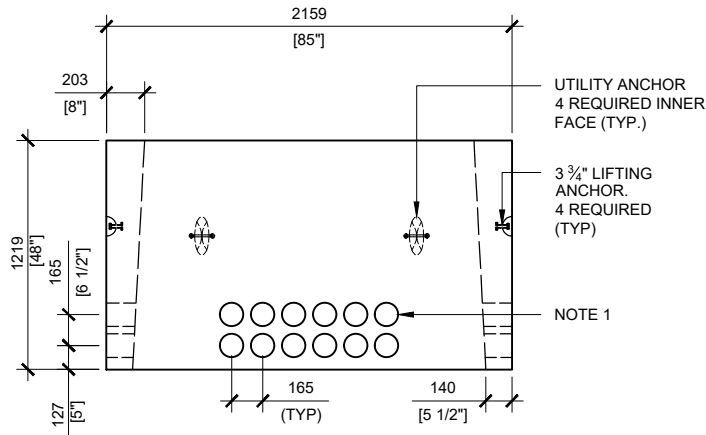 2159
[85"]
203
[8"]
UTILITY ANCHOR
4 REQUIRED INNER
FACE (TYP.)
3 ¾" LIFTING
ANCHOR.
4 REQUIRED
(TYP)
1219
[48"]
165
[6 1/2"]
NOTE 1
127
[5"]
165
(TYP)
140
[5 1/2"]